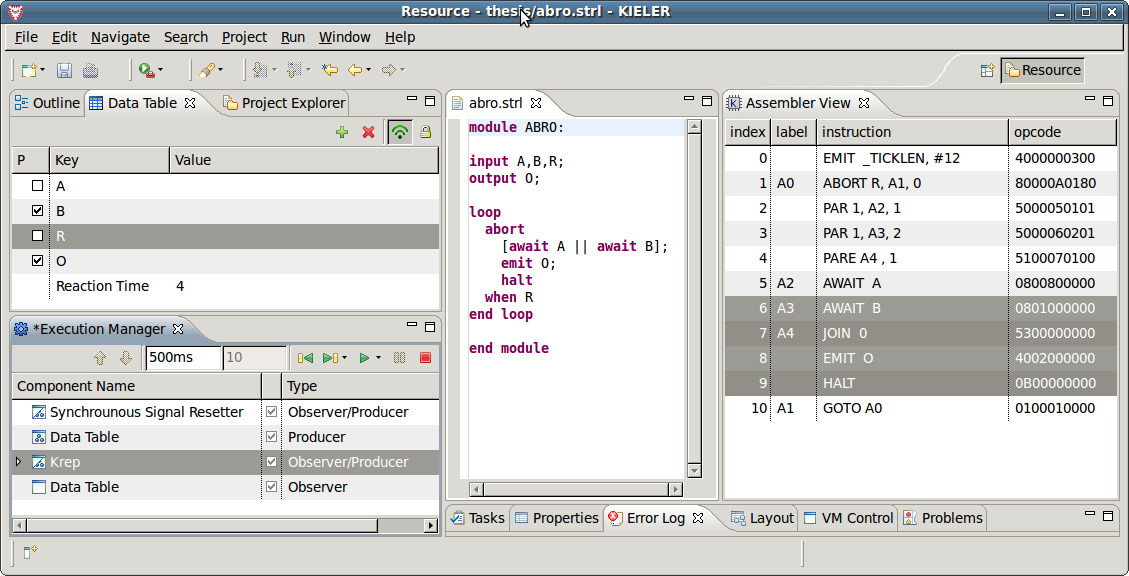 Resource - thesis/abro.strl - KIELER
File Edit Navigate Search Project Run Window Help
Resource
Outline Data Table Project Explorer
P Key Value
A
B
R
O
Reaction Time 4
*Execution Manager
500ms 10
Component Name Type
Synchrounous Signal Resetter Observer/Producer
Data Table Producer
Krep Observer/Producer
Data Table Observer
abro.strl
module ABRO:
input A,B,R;
output O;
loop
abort
[await A || await B];
emit O;
halt
when R
end loop
end module
Assembler View
index label instruction opcode
0 EMIT _TICKLEN, #12 4000000300
1 A0 ABORT R, A1, 0 80000A0180
2 PAR 1, A2, 1 5000050101
3 PAR 1, A3, 2 5000060201
4 PARE A4 , 1 5100070100
5 A2 AWAIT A 0800800000
6 A3 AWAIT B 0801000000
7 A4 JOIN 0 5300000000
8 EMIT O 4002000000
9 HALT 0B00000000
10 A1 GOTO A0 0100010000
Tasks Properties Error Log Layout VM Control Problems